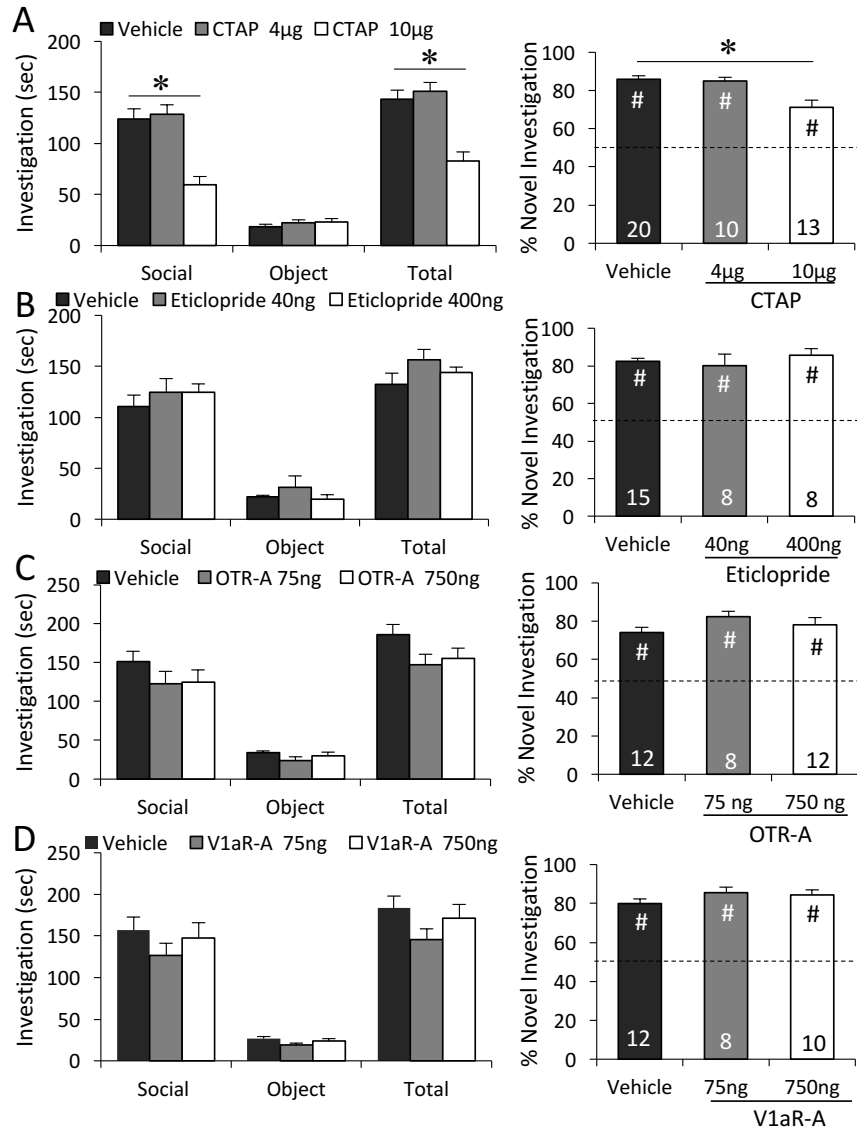 A
Vehicle CTAP 4µg CTAP 10µg
Investigation (sec)
200
150
100
50
0
* *
Social Object Total
% Novel Investigation
100
80
60
40
20
0
*
# # #
20 10 13
Vehicle 4µg 10µg
CTAP
B
Vehicle Eticlopride 40ng Eticlopride 400ng
Investigation (sec)
200
150
100
50
0
Social Object Total
% Novel Investigation
100
80
60
40
20
0
# # #
15 8 8
Vehicle 40ng 400ng
Eticlopride
C
Vehicle OTR-A 75ng OTR-A 750ng
Investigation (sec)
250
200
150
100
50
0
Social Object Total
% Novel Investigation
100
80
60
40
20
0
# # #
12 8 12
Vehicle 75 ng 750 ng
OTR-A
D
Vehicle V1aR-A 75ng V1aR-A 750ng
Investigation (sec)
250
200
150
100
50
0
Social Object Total
% Novel Investigation
100
80
60
40
20
0
# # #
12 8 10
Vehicle 75ng 750ng
V1aR-A